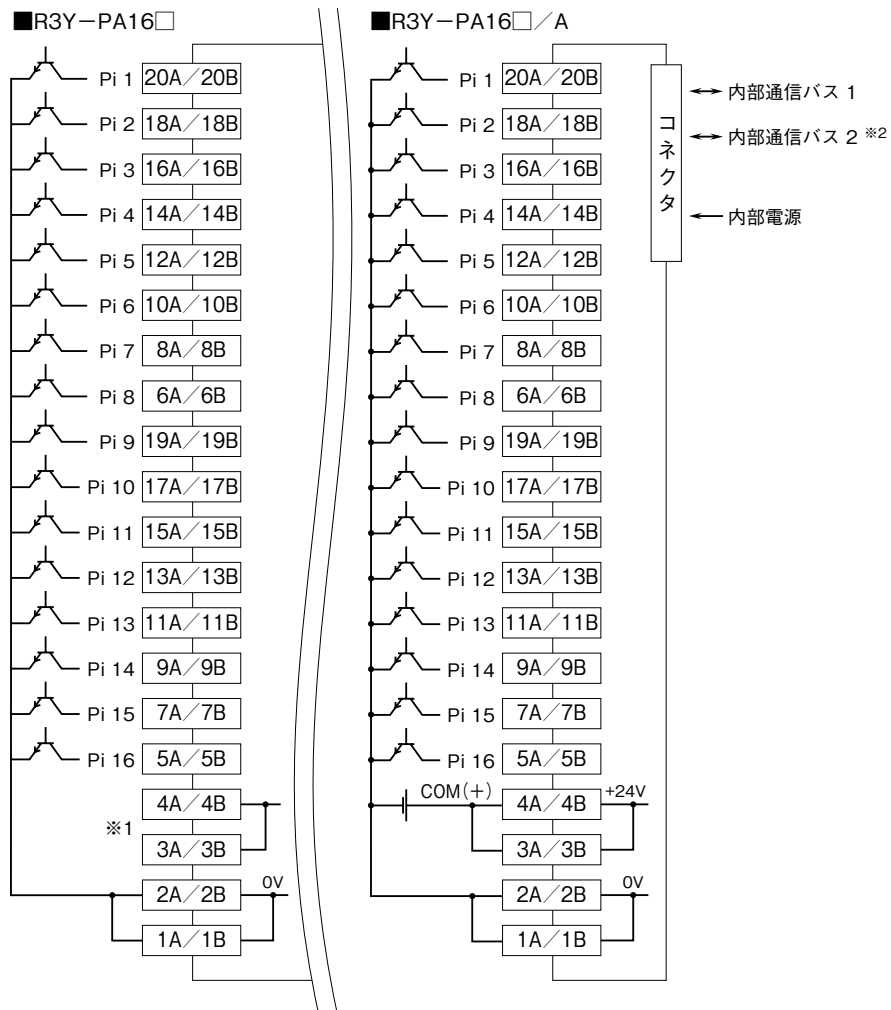 ■R3Y−PA16□
Pi 1 20A／20B
Pi 2 18A／18B
Pi 3 16A／16B
Pi 4 14A／14B
Pi 5 12A／12B
Pi 6 10A／10B
Pi 7 8A／8B
Pi 8 6A／6B
Pi 9 19A／19B
Pi 10 17A／17B
Pi 11 15A／15B
Pi 12 13A／13B
Pi 13 11A／11B
Pi 14 9A／9B
Pi 15 7A／7B
Pi 16 5A／5B
4A／4B
※1
3A／3B
2A／2B 0V
1A／1B
■R3Y−PA16□／A
Pi 1 20A／20B
Pi 2 18A／18B
Pi 3 16A／16B
Pi 4 14A／14B
Pi 5 12A／12B
Pi 6 10A／10B
Pi 7 8A／8B
Pi 8 6A／6B
Pi 9 19A／19B
Pi 10 17A／17B
Pi 11 15A／15B
Pi 12 13A／13B
Pi 13 11A／11B
Pi 14 9A／9B
Pi 15 7A／7B
Pi 16 5A／5B
COM(+) 4A／4B +24V
3A／3B
2A／2B 0V
1A／1B
コネクタ
内部通信バス 1
内部通信バス 2 ※2
内部電源